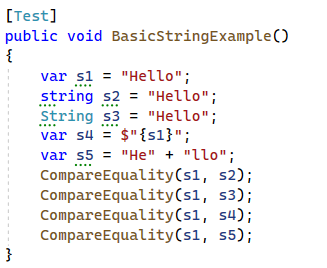 [Test]
public void BasicStringExample()
{
    var s1 = "Hello";
    string s2 = "Hello";
    String s3 = "Hello";
    var s4 = $"{s1}";
    var s5 = "He" + "llo";
    CompareEquality(s1, s2);
    CompareEquality(s1, s3);
    CompareEquality(s1, s4);
    CompareEquality(s1, s5);
}